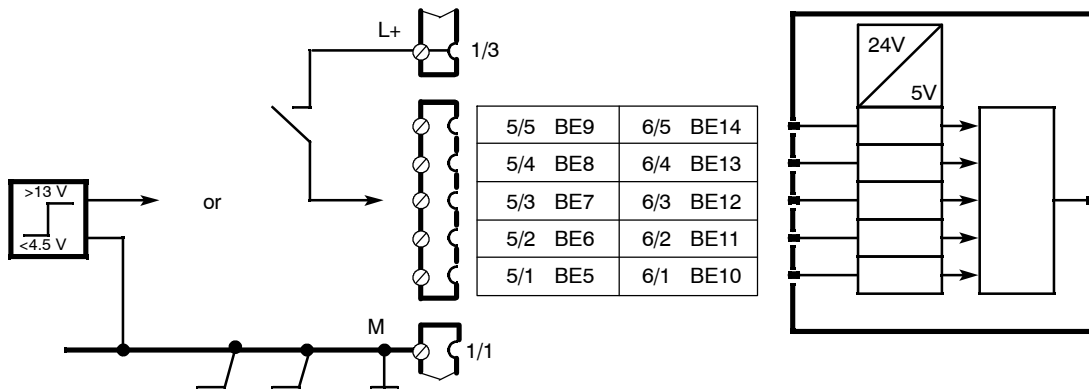 L+
1/3
24V
5V
5/5 BE9 6/5 BE14
5/4 BE8 6/4 BE13
>13 V
<4.5 V
or
5/3 BE7 6/3 BE12
5/2 BE6 6/2 BE11
5/1 BE5 6/1 BE10
M
1/1